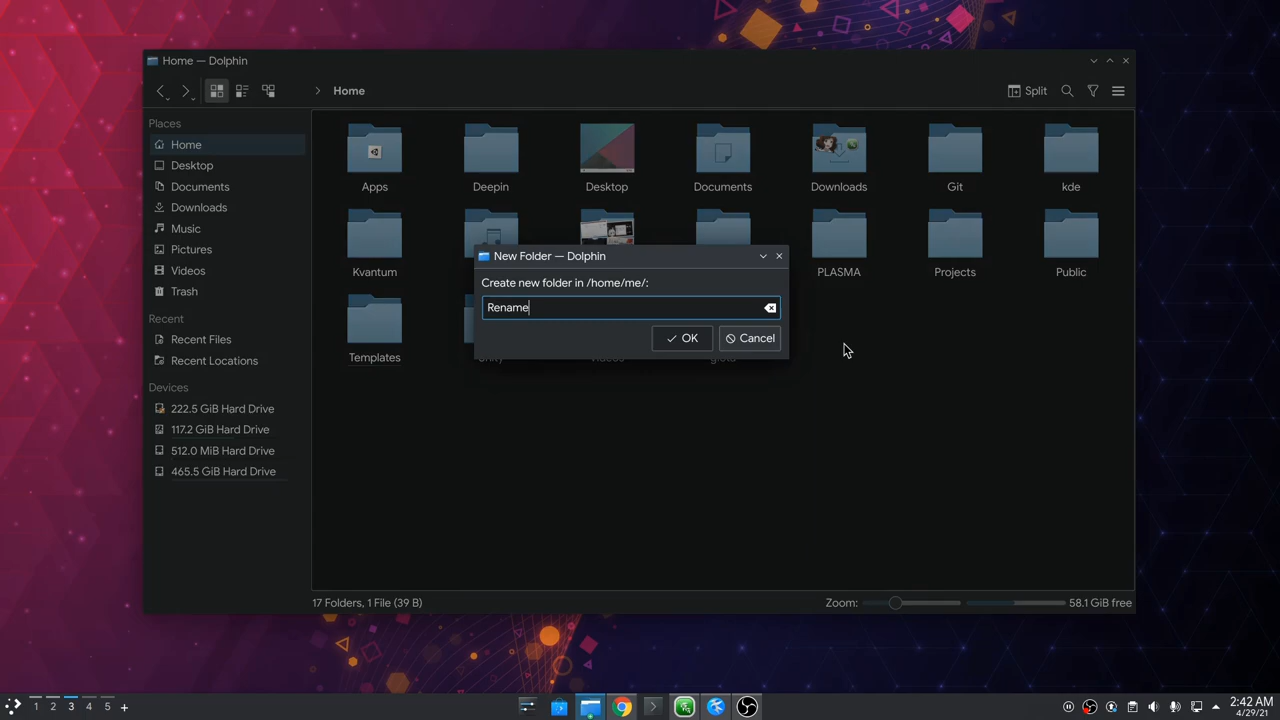 Home — Dolphin
Home
Split
Places
Home
Desktop
Documents
Downloads
Music
Pictures
Videos
Trash
Recent
Recent Files
Recent Locations
Devices
222.5 GiB Hard Drive
117.2 GiB Hard Drive
512.0 MiB Hard Drive
465.5 GiB Hard Drive
Apps Deepin Desktop Documents Downloads Git kde
Kvantum PLASMA Projects Public
Templates
New Folder — Dolphin
Create new folder in /home/me/:
Rename
OK Cancel
17 Folders, 1 File (39 B)
Zoom: 58.1 GiB free
1 2 3 4 5 +
2:42 AM
4/29/21